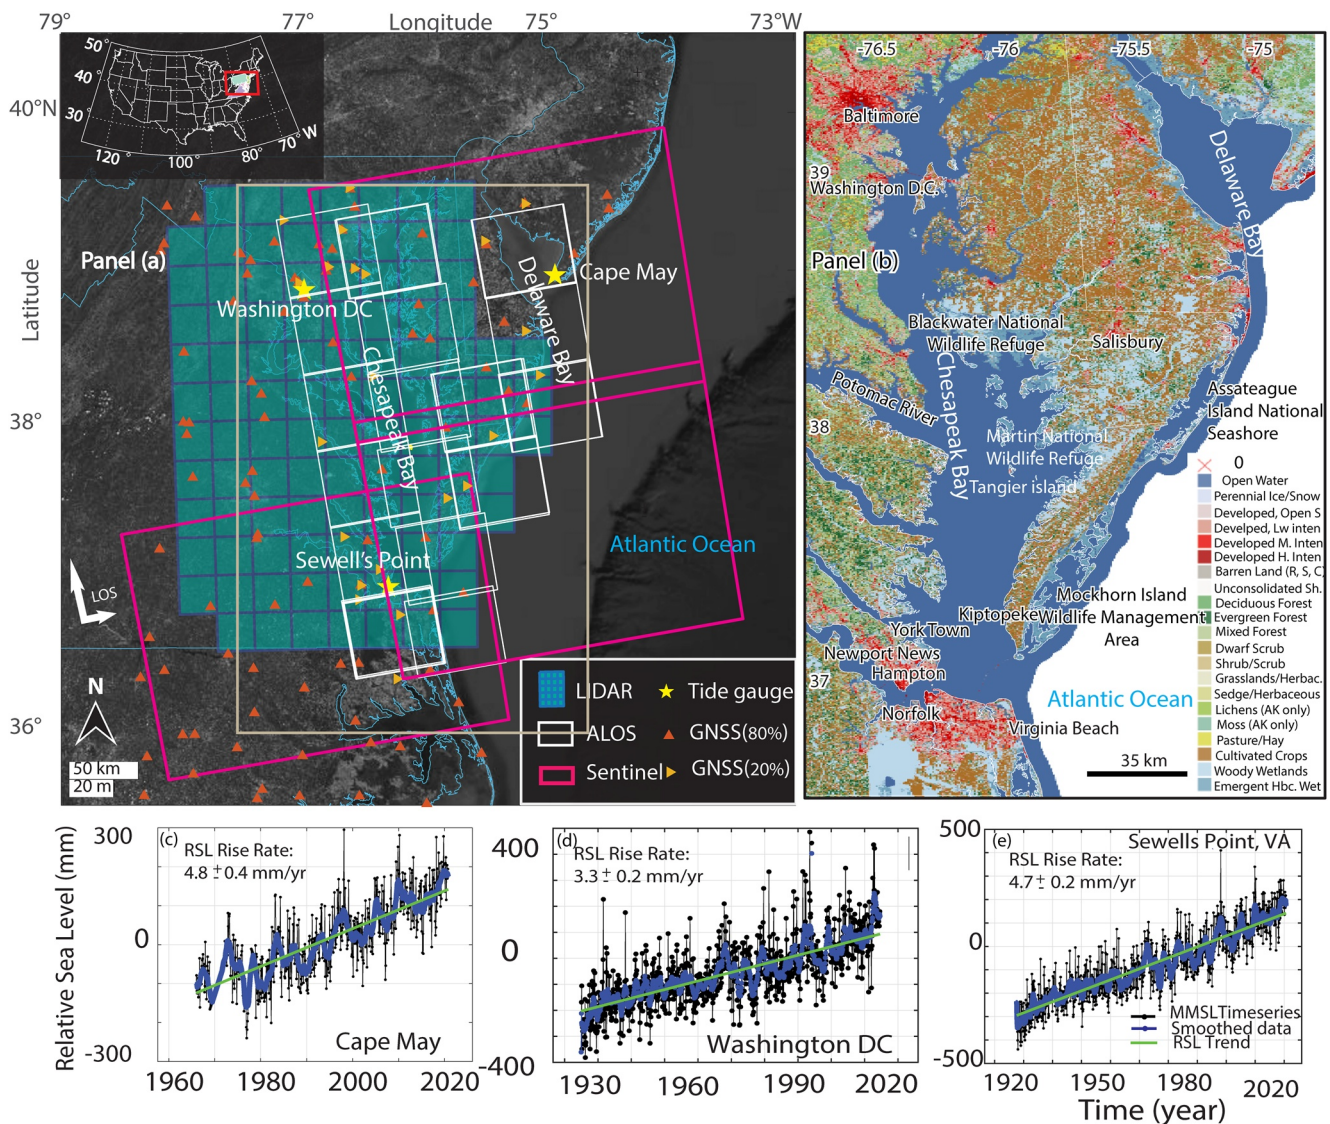 79°
77°
Longitude
75°
73°W
50°
40°
30
120°
100°
80°
70° W
40°N
Latitude
38°
36°
Panel (a)
Washington DC
Cape May
Delaware Bay
Chesapeak Bay
Sewell's Point
Atlantic Ocean
LOS
N
50 km
20 m
LIDAR
Tide gauge
ALOS
GNSS(80%)
Sentinel
GNSS(20%)
-76.5
-76
-75.5
-75
Baltimore
39
Washington D.C.
Delaware Bay
Panel (b)
Blackwater National
Wildlife Refuge
Salisbury
Chesapeak Bay
Potomac River
38
Assateague
Island National
Seashore
Martin National
Wildlife Refuge
Tangier island
0
Open Water
Perennial Ice/Snow
Developed, Open S
Develped, Lw inten
Developed M. Inten
Developed H. Inten
Barren Land (R, S, C)
Unconsolidated Sh.
Deciduous Forest
Evergreen Forest
Mixed Forest
Dwarf Scrub
Shrub/Scrub
Grasslands/Herbac.
Sedge/Herbaceous
Lichens (AK only)
Moss (AK only)
Pasture/Hay
Cultivated Crops
Woody Wetlands
Emergent Hbc. Wet
Mockhorn Island
Wildlife Management
Area
Kiptopeke
York Town
Newport News
Hampton
37
Norfolk
Virginia Beach
Atlantic Ocean
35 km
Relative Sea Level (mm)
300
0
-300
(c)
RSL Rise Rate:
4.8 ± 0.4 mm/yr
Cape May
1960
1980
2000
2020
400
0
-400
(d)
RSL Rise Rate:
3.3 ± 0.2 mm/yr
Washington DC
1930
1960
1990
2020
500
0
-500
(e)
Sewells Point, VA
RSL Rise Rate:
4.7 ± 0.2 mm/yr
MMSLTimeseries
Smoothed data
RSL Trend
1920
1950
1980
2020
Time (year)